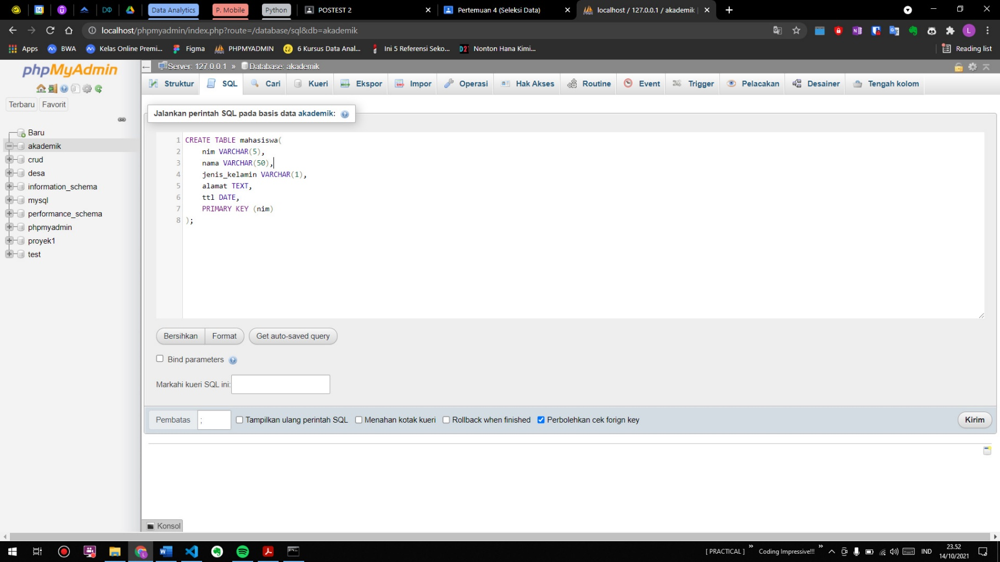 Data Analytics
P. Mobile
Python
POSTEST 2
Pertemuan 4 (Seleksi Data)
localhost / 127.0.0.1 / akademik |
localhost/phpmyadmin/index.php?route=/database/sql&db=akademik
Apps
BWA
Kelas Online Premi...
Figma
PHPMYADMIN
6 Kursus Data Anal...
Ini 5 Referensi Seko...
Nonton Hana Kimi...
Reading list
phpMyAdmin
Terbaru
Favorit
Baru
akademik
crud
desa
information_schema
mysql
performance_schema
phpmyadmin
proyek1
test
Server: 127.0.0.1 » Database: akademik
Struktur
SQL
Cari
Kueri
Ekspor
Impor
Operasi
Hak Akses
Routine
Event
Trigger
Pelacakan
Desainer
Tengah kolom
Jalankan perintah SQL pada basis data akademik:
1 CREATE TABLE mahasiswa(
2 nim VARCHAR(5),
3 nama VARCHAR(50),
4 jenis_kelamin VARCHAR(1),
5 alamat TEXT,
6 ttl DATE,
7 PRIMARY KEY (nim)
8 );
Bersihkan
Format
Get auto-saved query
Bind parameters
Markahi kueri SQL ini:
Pembatas
;
Tampilkan ulang perintah SQL
Menahan kotak kueri
Rollback when finished
Perbolehkan cek forign key
Kirim
Konsol
[ PRACTICAL ] »
Coding Impressive!!! »
IND
23.52
14/10/2021